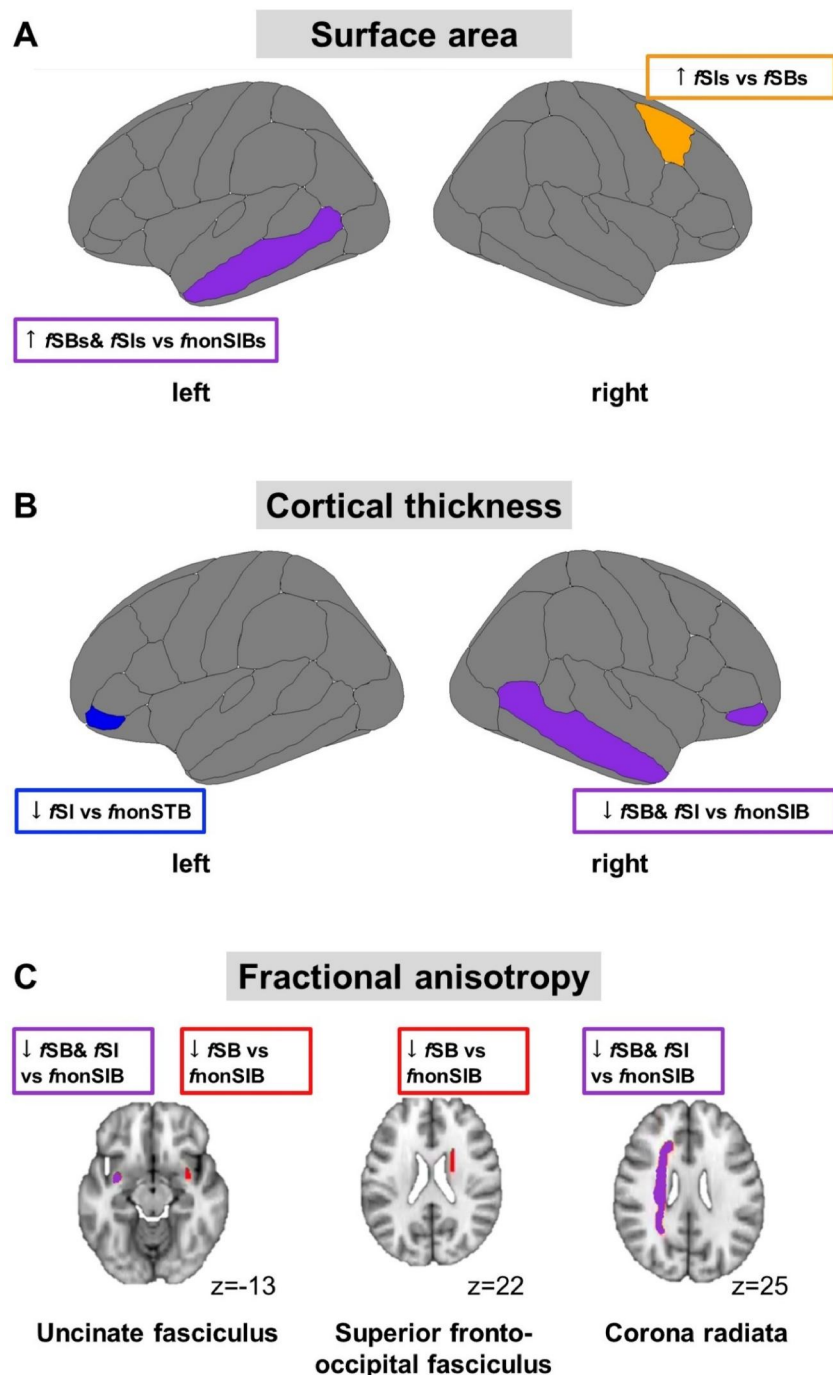 A
Surface area
↑ fSIs vs fSBs
↑ fSBs& fSIs vs fnonSIBs
left
right
B
Cortical thickness
↓ fSI vs fnonSTB
↓ fSB& fSI vs fnonSIB
left
right
C
Fractional anisotropy
↓ fSB& fSI
vs fnonSIB
↓ fSB vs
fnonSIB
↓ fSB vs
fnonSIB
↓ fSB& fSI
vs fnonSIB
z=-13
z=22
z=25
Uncinate fasciculus
Superior fronto-
occipital fasciculus
Corona radiata